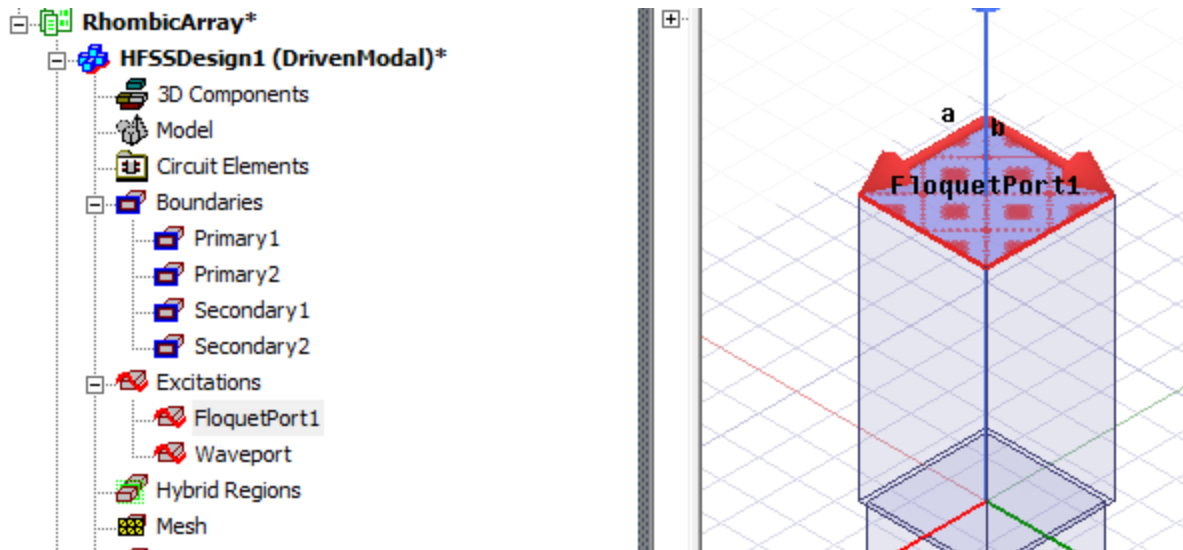 RhombicArray*
HFSSDesign1 (DrivenModal)*
3D Components
Model
Circuit Elements
Boundaries
Primary1
Primary2
Secondary1
Secondary2
Excitations
FloquetPort1
Waveport
Hybrid Regions
Mesh
a
b
FloquetPort1